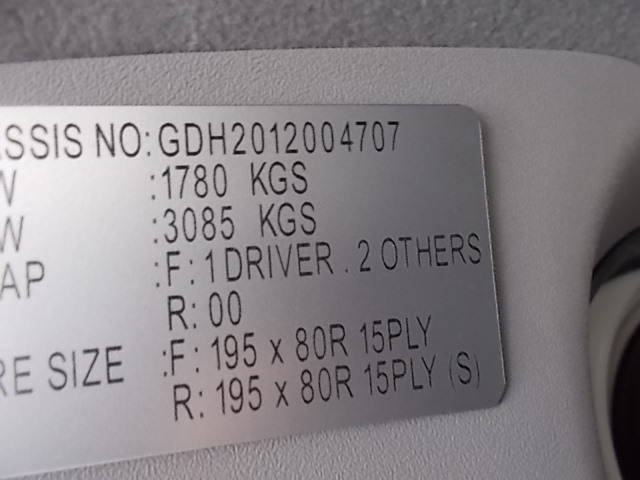 ASSIS NO:GDH2012004707
W :1780 KGS
W :3085 KGS
AP :F: 1 DRIVER . 2 OTHERS
R: 00
RE SIZE :F: 195 x 80R 15PLY
R: 195 x 80R 15PLY (S)